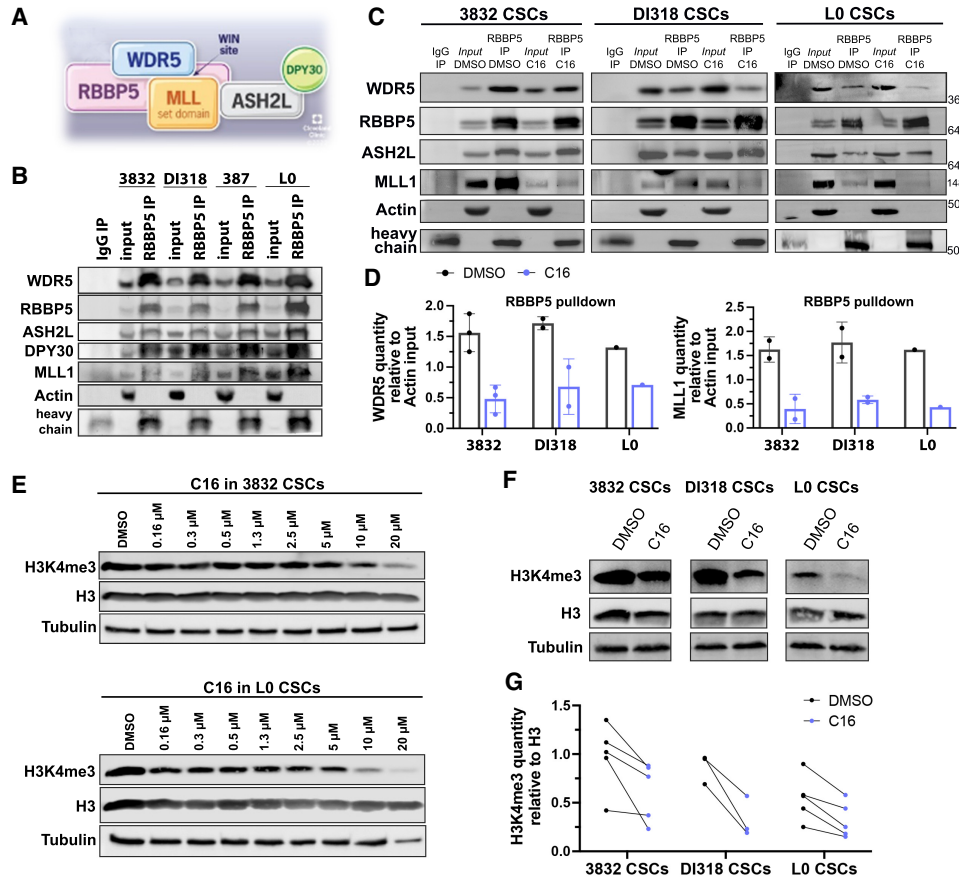 A
WIN
site
WDR5
RBBP5
MLL
set domain
ASH2L
DPY30
Cleveland
Clinic
B
3832 DI318 387 L0
IgG IP
input
RBBP5 IP
input
RBBP5 IP
input
RBBP5 IP
input
RBBP5 IP
WDR5
RBBP5
ASH2L
DPY30
MLL1
Actin
heavy
chain
C
3832 CSCs DI318 CSCs L0 CSCs
RBBP5 RBBP5 RBBP5 RBBP5 RBBP5 RBBP5
IgG Input IP Input IP IgG Input IP Input IP IgG Input IP Input IP
IP DMSO DMSO C16 C16 IP DMSO DMSO C16 C16 IP DMSO DMSO C16 C16
WDR5
36
RBBP5
64
ASH2L
64
MLL1
148
Actin
50
heavy
chain
50
D
DMSO C16
RBBP5 pulldown
WDR5 quantity
relative to
Actin input
2.0
1.5
1.0
0.5
0.0
3832 DI318 L0
RBBP5 pulldown
MLL1 quantity
relative to
Actin input
2.5
2.0
1.5
1.0
0.5
0.0
3832 DI318 L0
E
C16 in 3832 CSCs
DMSO
0.16 µM
0.3 µM
0.5 µM
1.3 µM
2.5 µM
5 µM
10 µM
20 µM
H3K4me3
H3
Tubulin
C16 in L0 CSCs
DMSO
0.16 µM
0.3 µM
0.5 µM
1.3 µM
2.5 µM
5 µM
10 µM
20 µM
H3K4me3
H3
Tubulin
F
3832 CSCs DI318 CSCs L0 CSCs
DMSO C16 DMSO C16 DMSO C16
H3K4me3
H3
Tubulin
G
DMSO
C16
H3K4me3 quantity
relative to H3
1.5
1.0
0.5
0.0
3832 CSCs DI318 CSCs L0 CSCs